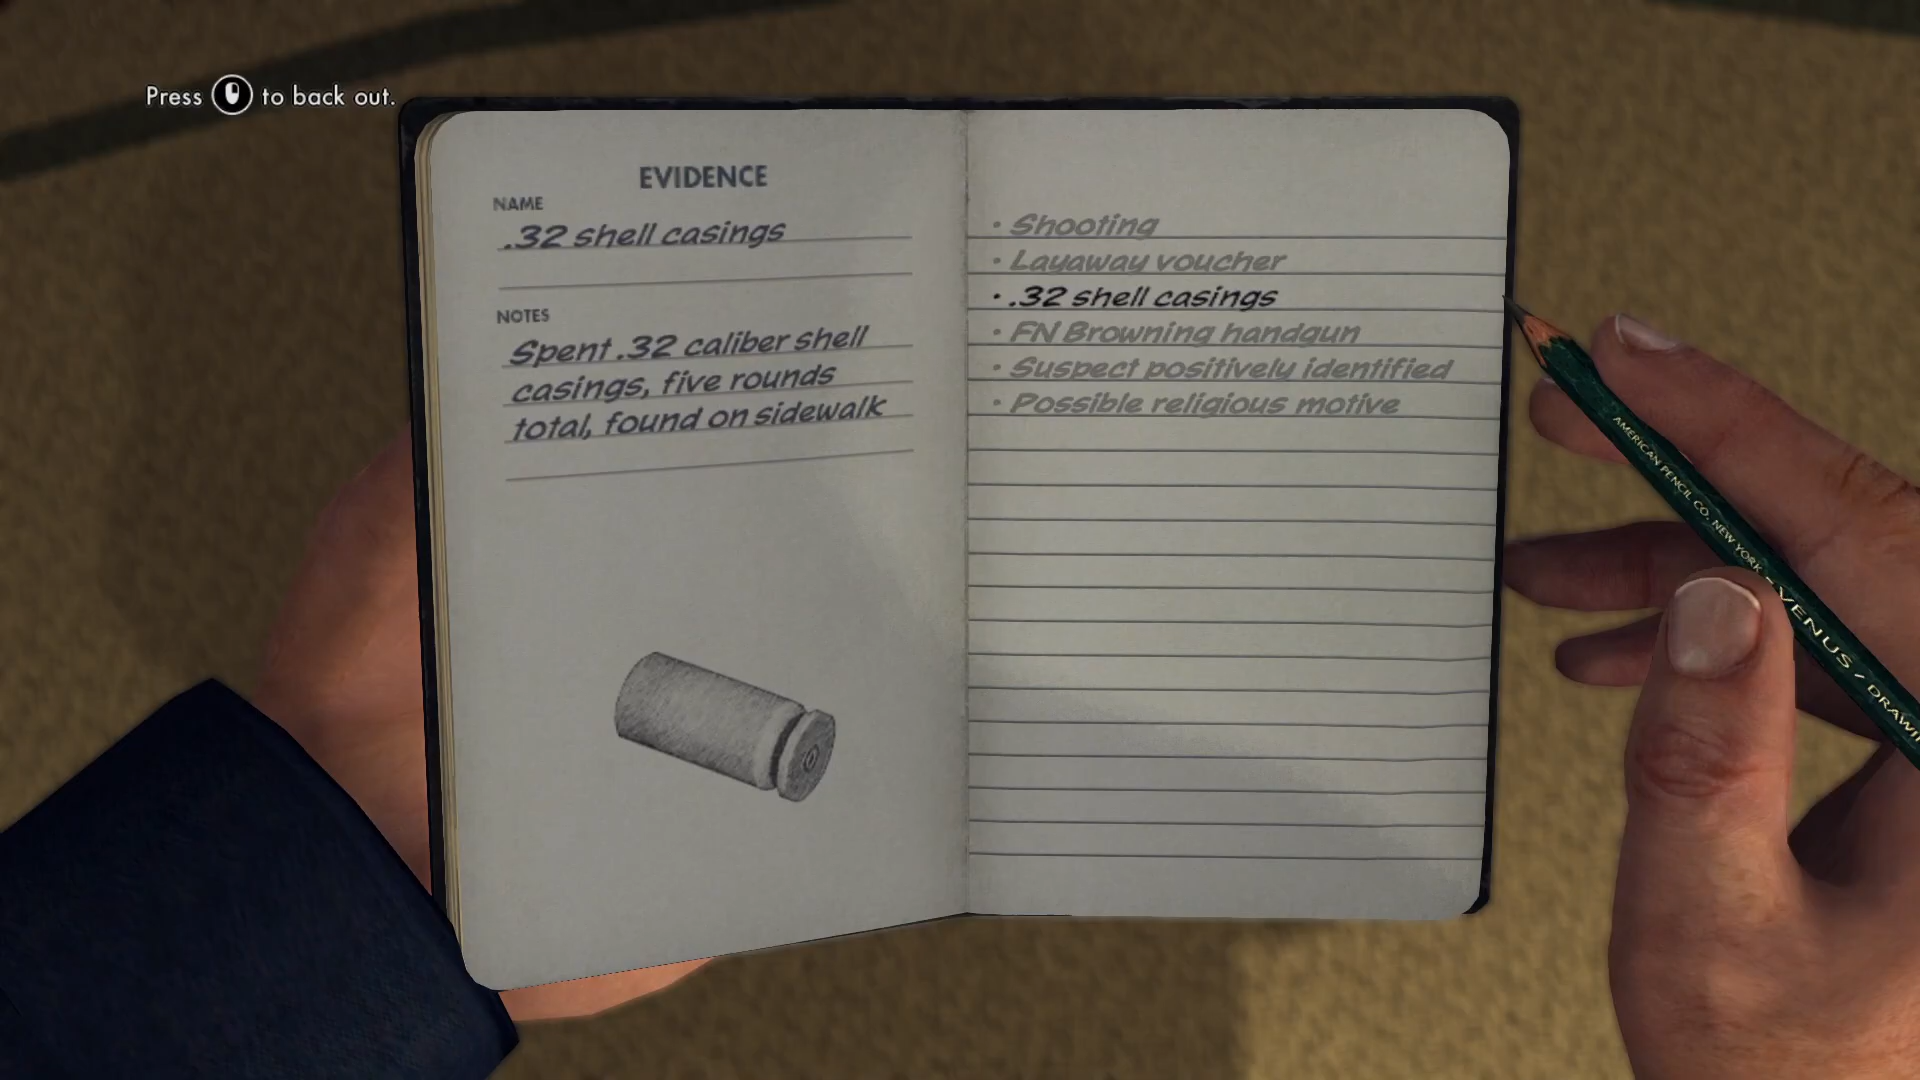 Press to back out.
EVIDENCE
NAME
.32 shell casings
NOTES
Spent .32 caliber shell
casings, five rounds
total, found on sidewalk
• Shooting
• Layaway voucher
• .32 shell casings
• FN Browning handgun
• Suspect positively identified
• Possible religious motive
AMERICAN PENCIL CO. NEW YORK - VENUS / DRAWIN